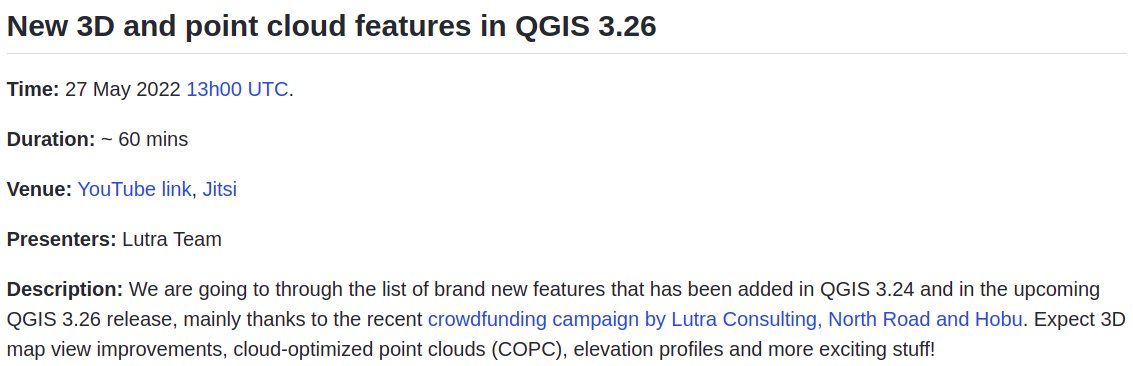 New 3D and point cloud features in QGIS 3.26
Time: 27 May 2022 13h00 UTC.
Duration: ~ 60 mins
Venue: YouTube link, Jitsi
Presenters: Lutra Team
Description: We are going to through the list of brand new features that has been added in QGIS 3.24 and in the upcoming
QGIS 3.26 release, mainly thanks to the recent crowdfunding campaign by Lutra Consulting, North Road and Hobu. Expect 3D
map view improvements, cloud-optimized point clouds (COPC), elevation profiles and more exciting stuff!